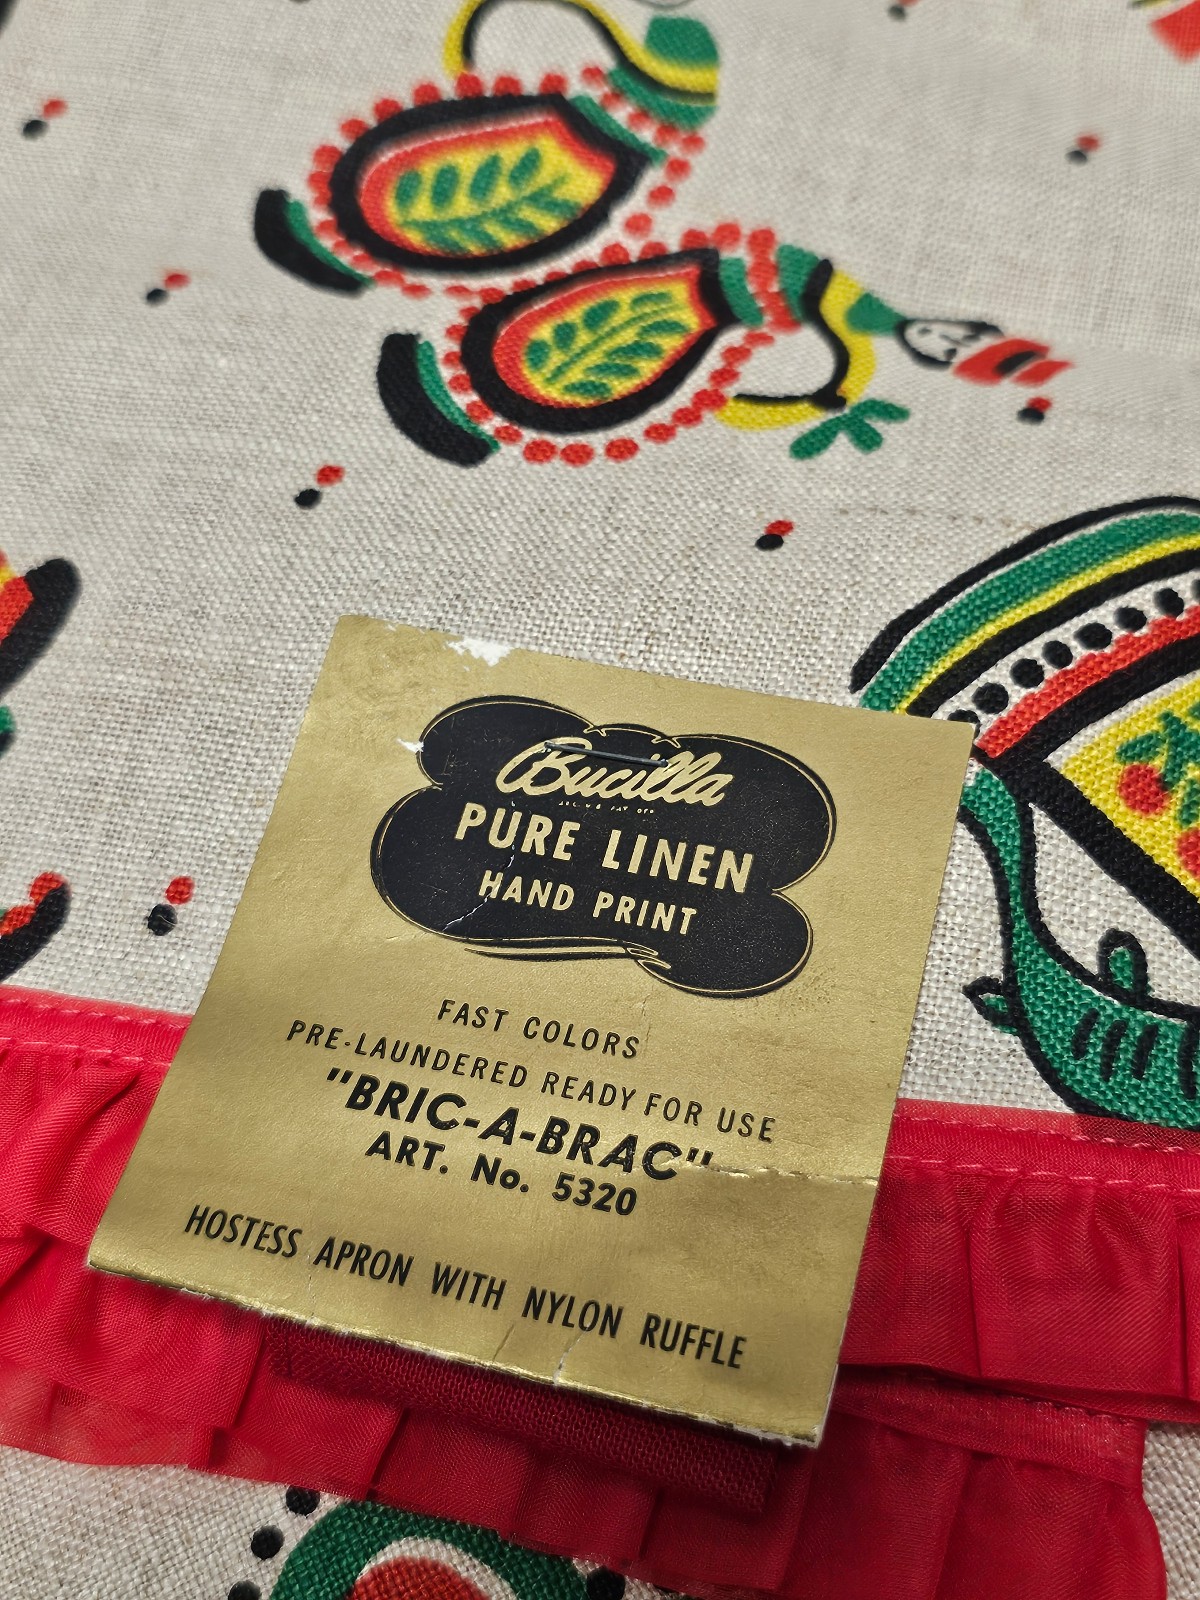 Bucilla
PURE LINEN
HAND PRINT
FAST COLORS
PRE-LAUNDERED READY FOR USE
"BRIC-A-BRAC"
ART. No. 5320
HOSTESS APRON WITH NYLON RUFFLE